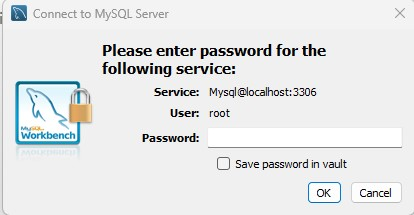 Connect to MySQL Server
Please enter password for the
following service:
Service: Mysql@localhost:3306
User: root
Password:
MySQL
Workbench
Save password in vault
OK Cancel